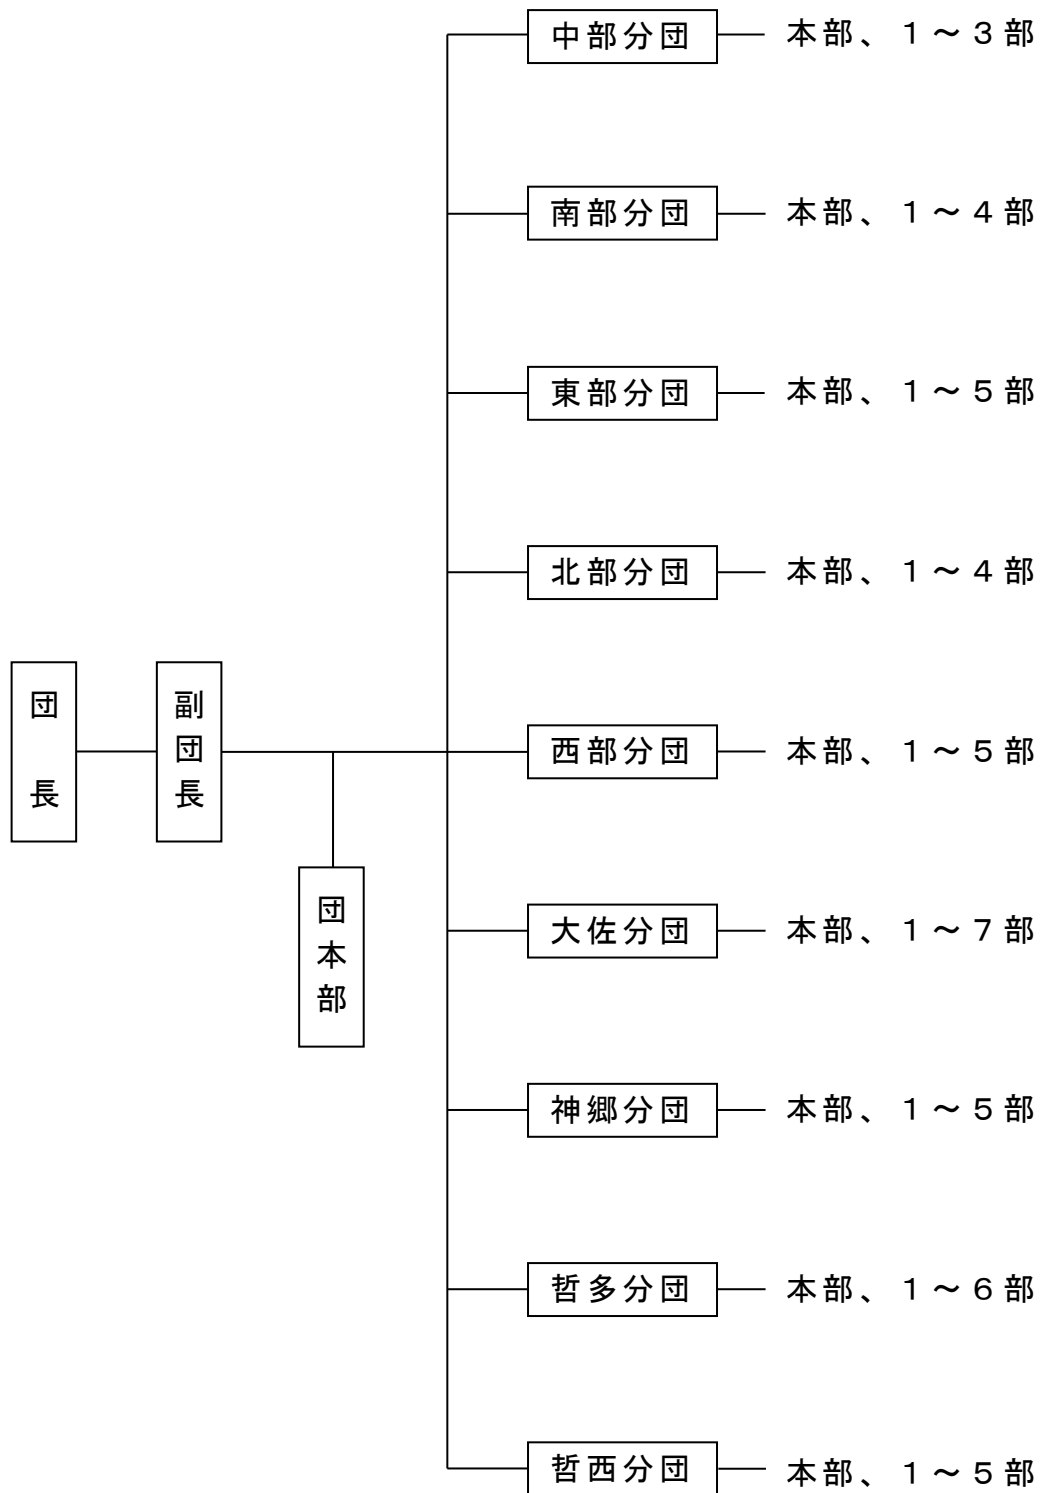 中部分団 本部、1～3部
南部分団 本部、1～4部
東部分団 本部、1～5部
北部分団 本部、1～4部
団長
副団長
西部分団 本部、1～5部
団本部
大佐分団 本部、1～7部
神郷分団 本部、1～5部
哲多分団 本部、1～6部
哲西分団 本部、1～5部